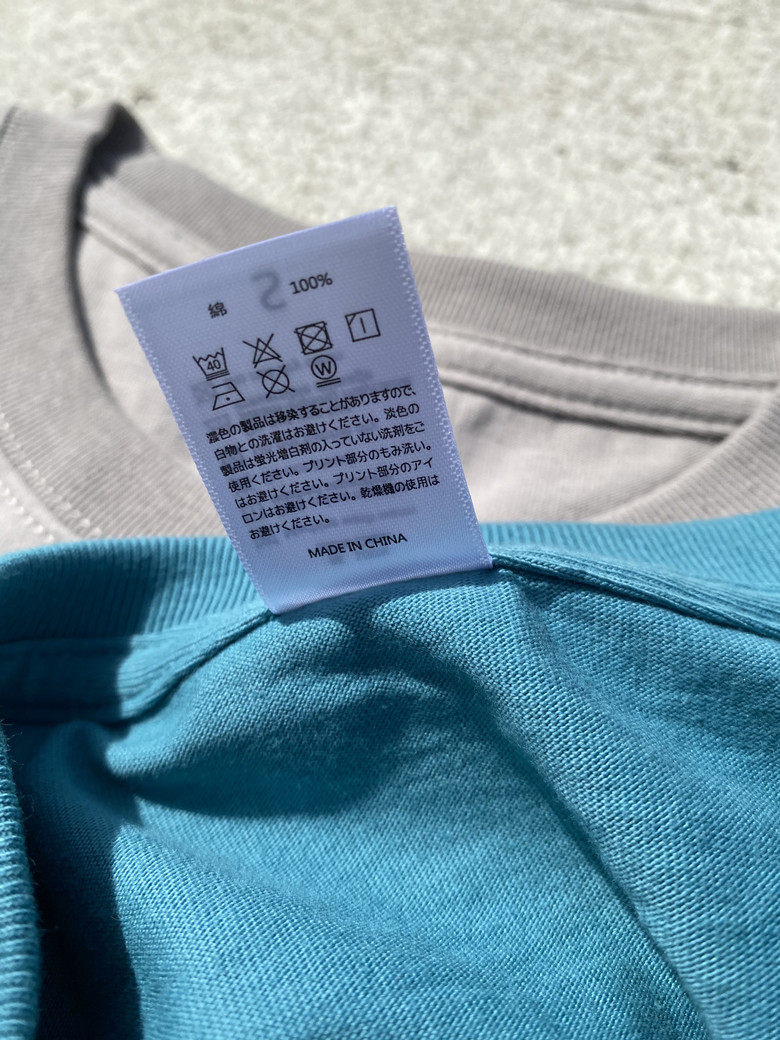 綿 100%
40
W
濃色の製品は移染することがありますので、
白物との洗濯はお避けください。淡色の
製品は蛍光増白剤の入っていない洗剤をご
使用ください。プリント部分のもみ洗い。
はお避けください。プリント部分のアイ
ロンはお避けください。乾燥機の使用は
お避けください。
MADE IN CHINA